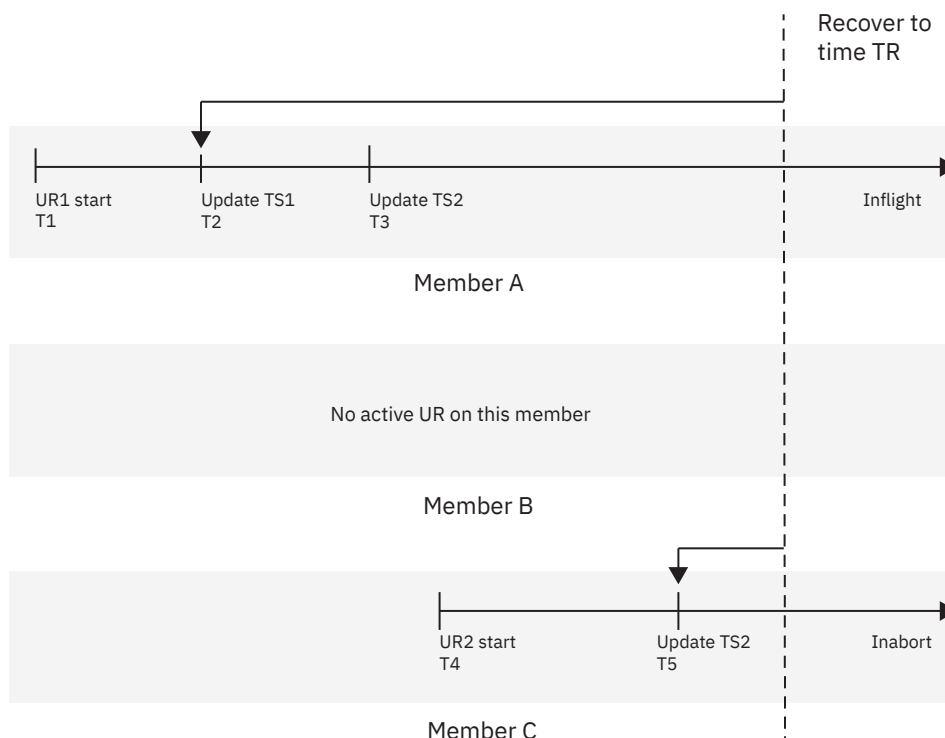 Recover to
time TR
UR1 start
T1
Update TS1
T2
Update TS2
T3
Inflight
Member A
No active UR on this member
Member B
UR2 start
T4
Update TS2
T5
Inabort
Member C